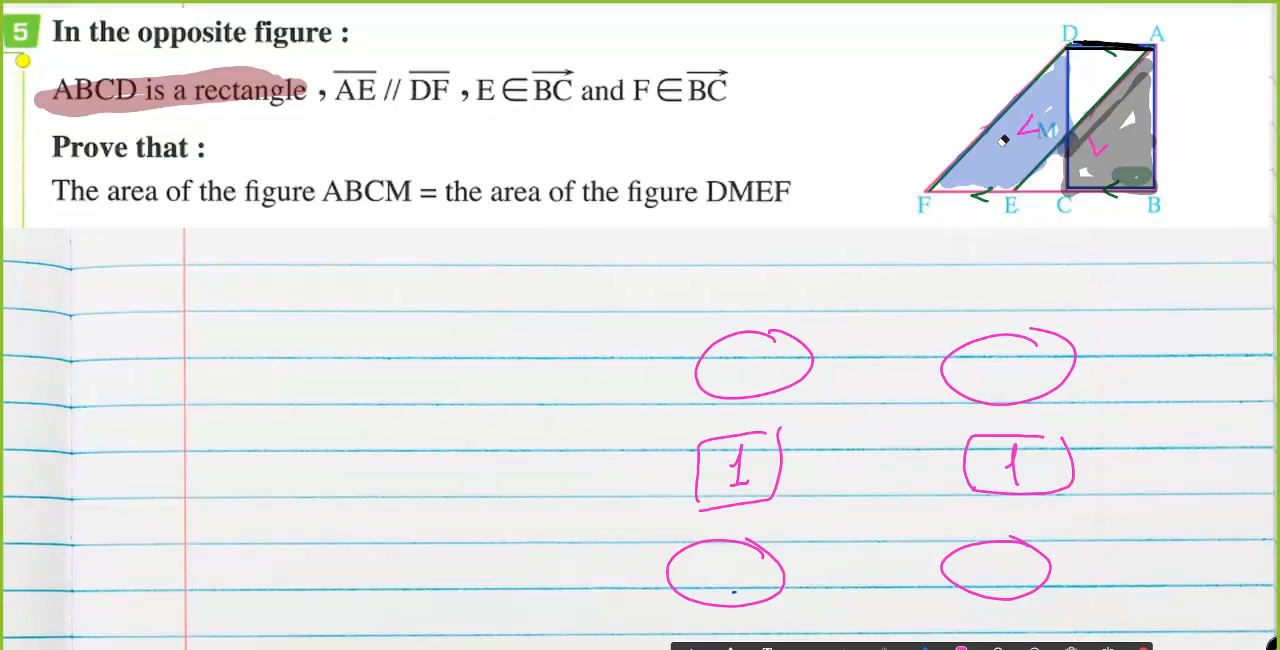 5 In the opposite figure :
ABCD is a rectangle , AE // DF , E ∈ BC and F ∈ BC
Prove that :
The area of the figure ABCM = the area of the figure DMEF
D A
M
F E C B
1 1